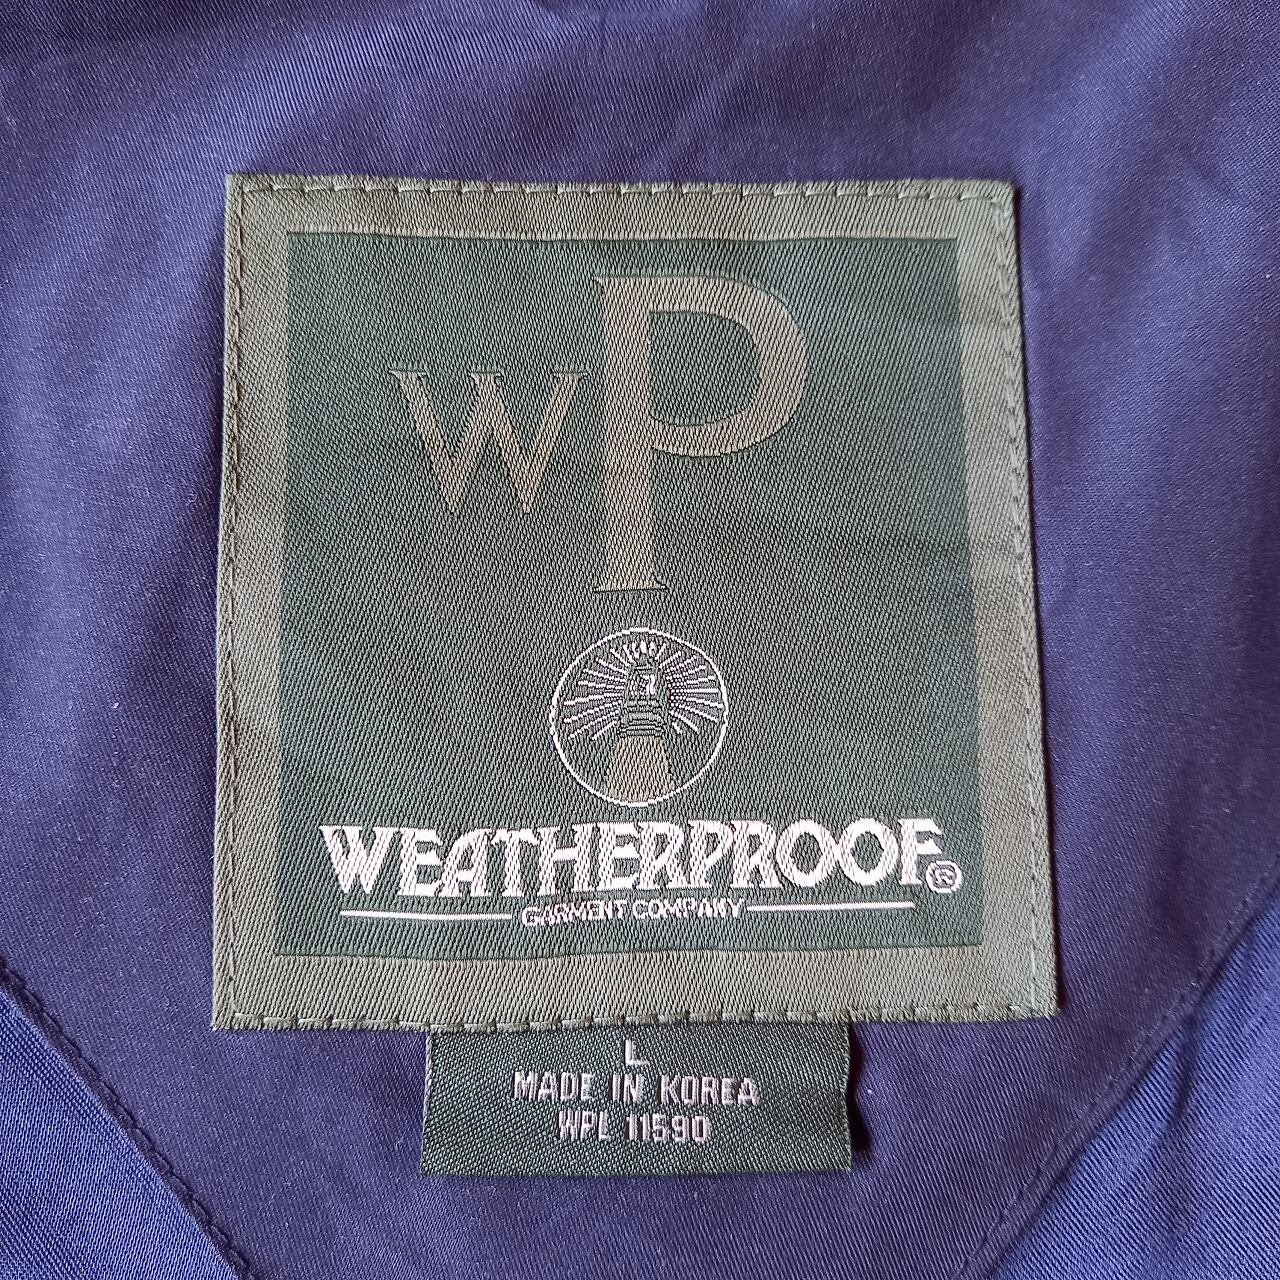 WP
WEATHERPROOF®
GARMENT COMPANY
L
MADE IN KOREA
WPL 11590